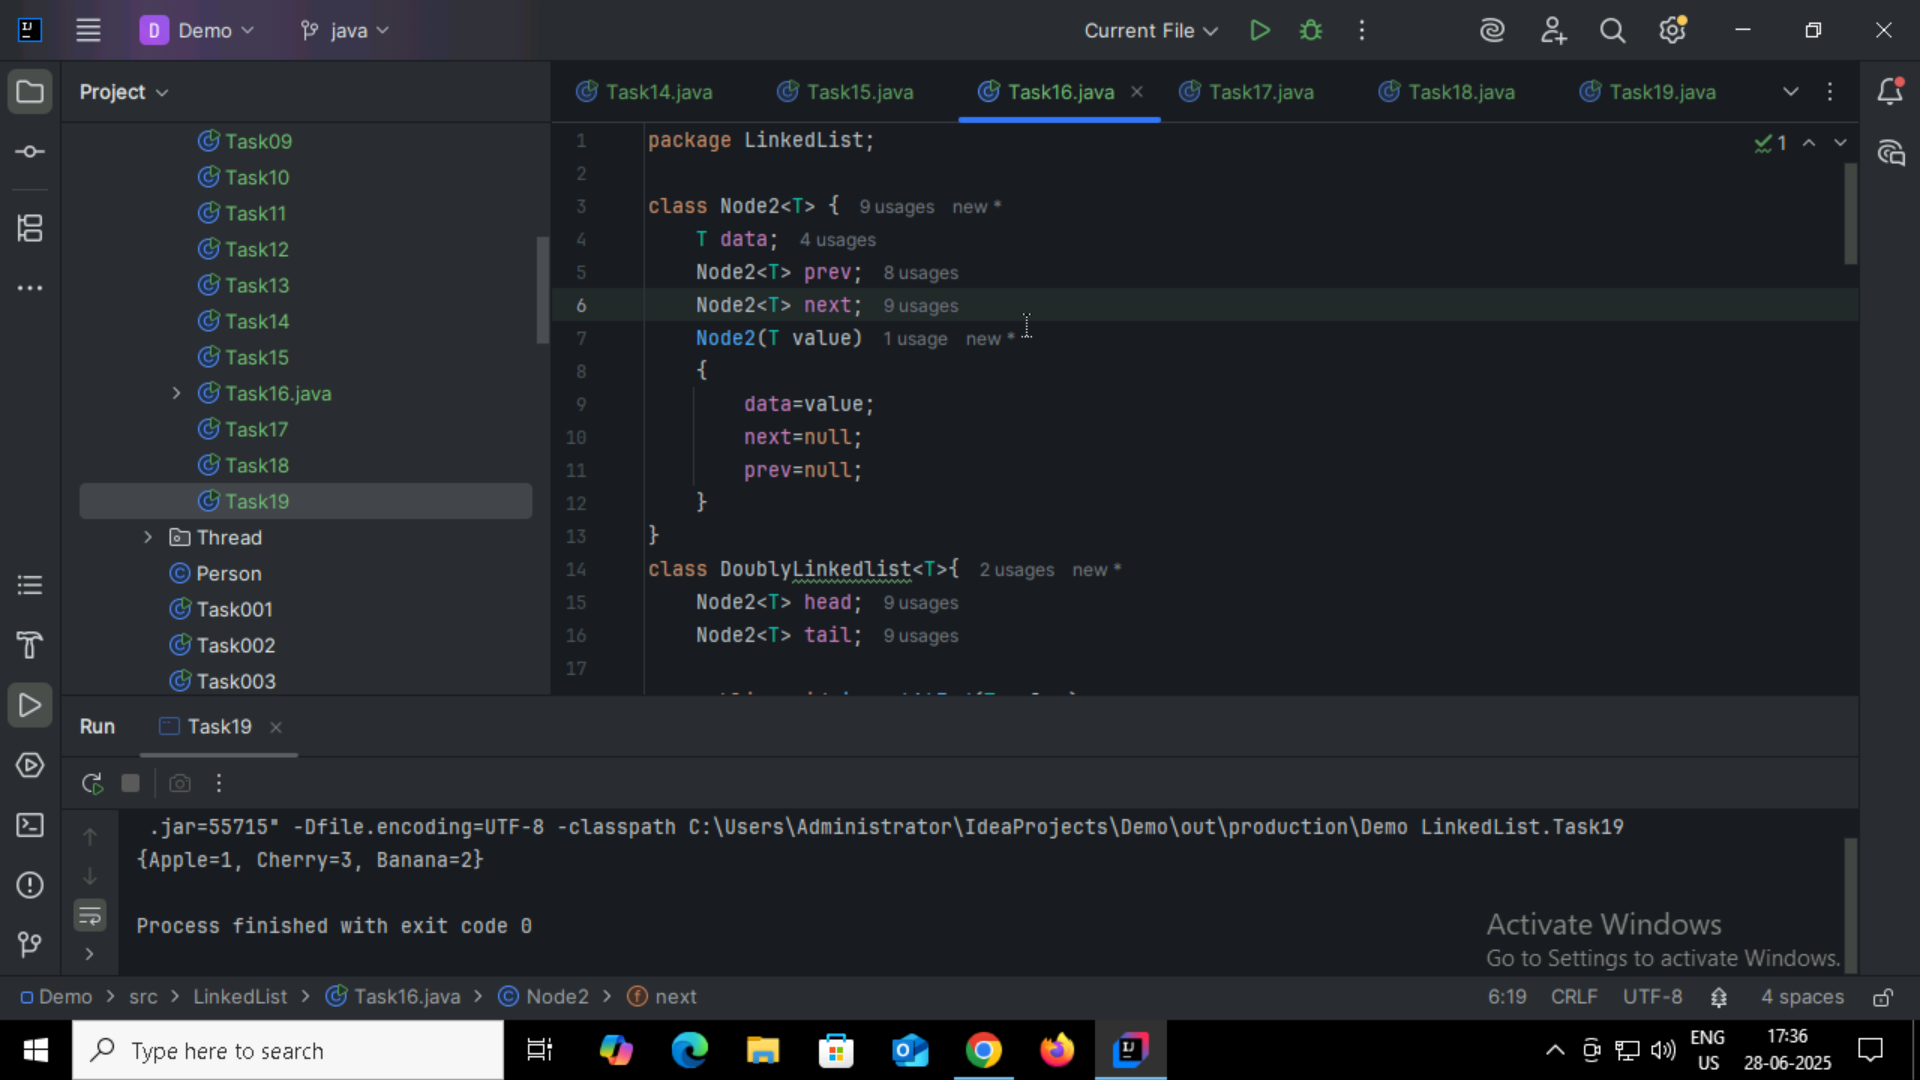 Demo
java
Current File
Project
Task14.java
Task15.java
Task16.java
Task17.java
Task18.java
Task19.java
Task09
Task10
Task11
Task12
Task13
Task14
Task15
Task16.java
Task17
Task18
Task19
Thread
Person
Task001
Task002
Task003
1 package LinkedList;
1
2
3 class Node2<T> { 9 usages new *
4 T data; 4 usages
5 Node2<T> prev; 8 usages
6 Node2<T> next; 9 usages
7 Node2(T value) 1 usage new *
8 {
9 data=value;
10 next=null;
11 prev=null;
12 }
13 }
14 class DoublyLinkedlist<T>{ 2 usages new *
15 Node2<T> head; 9 usages
16 Node2<T> tail; 9 usages
17
Run
Task19
.jar=55715" -Dfile.encoding=UTF-8 -classpath C:\Users\Administrator\IdeaProjects\Demo\out\production\Demo LinkedList.Task19
{Apple=1, Cherry=3, Banana=2}
Process finished with exit code 0
Activate Windows
Go to Settings to activate Windows.
Demo > src > LinkedList > Task16.java > Node2 > next
6:19 CRLF UTF-8 4 spaces
Type here to search
ENG
US
17:36
28-06-2025